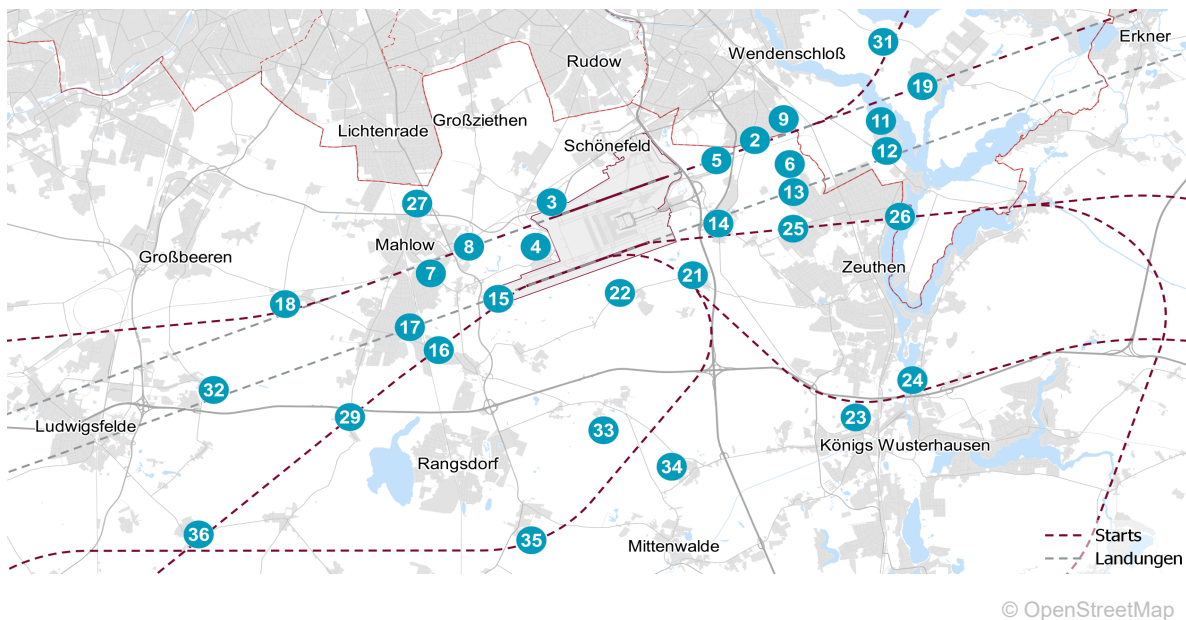 Erkner
Wendenschloß
31
Rudow
19
Großziethen
9
11
Lichtenrade
2
Schönefeld
12
5
6
13
27
3
26
14
25
Mahlow
8
4
Großbeeren
Zeuthen
7
21
22
15
18
17
16
24
32
29
23
Ludwigsfelde
33
Königs Wusterhausen
Rangsdorf
34
36
Starts
35
Mittenwalde
Landungen
© OpenStreetMap